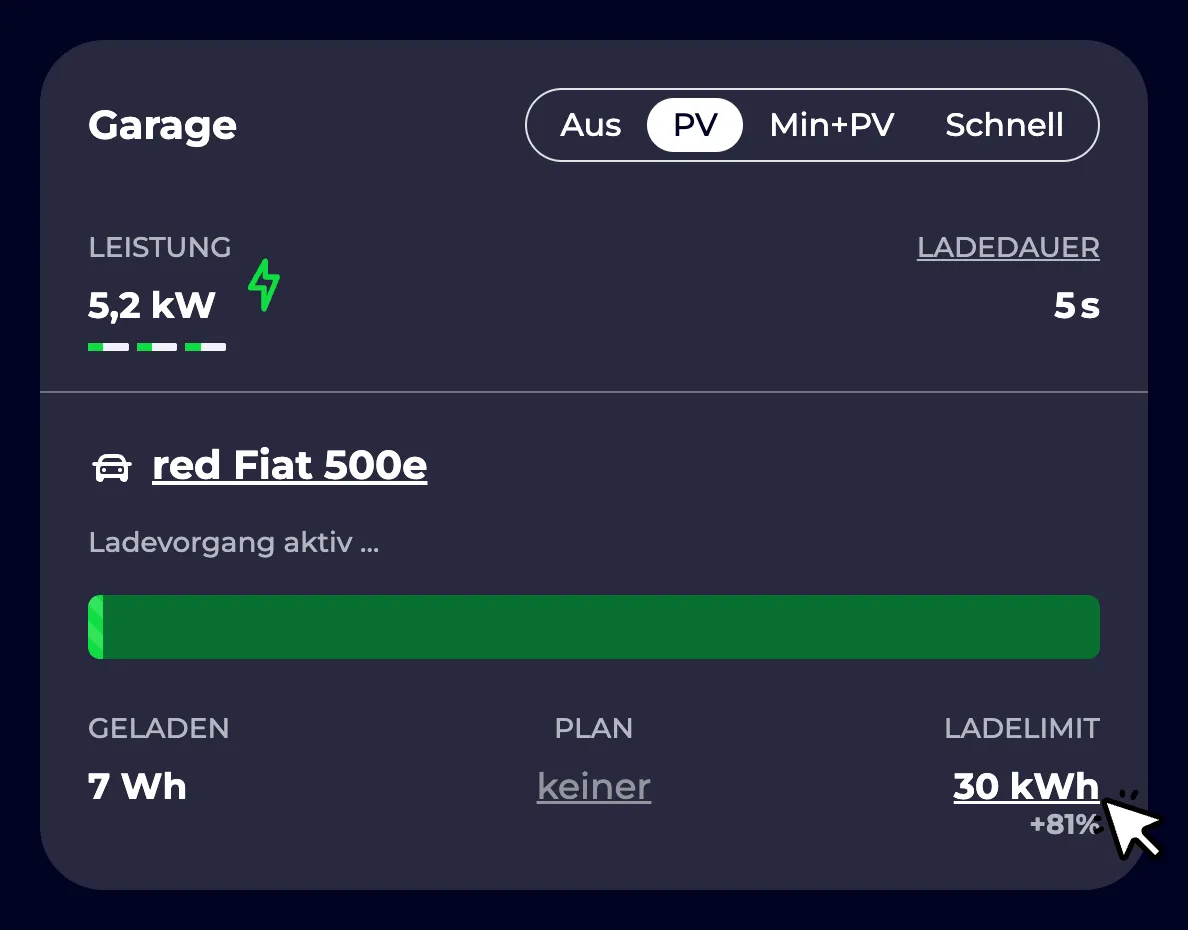 Garage
Aus PV Min+PV Schnell
LEISTUNG
LADEDAUER
5,2 kW
5 s
red Fiat 500e
Ladevorgang aktiv ...
GELADEN
PLAN
LADELIMIT
7 Wh
keiner
30 kWh
+81%